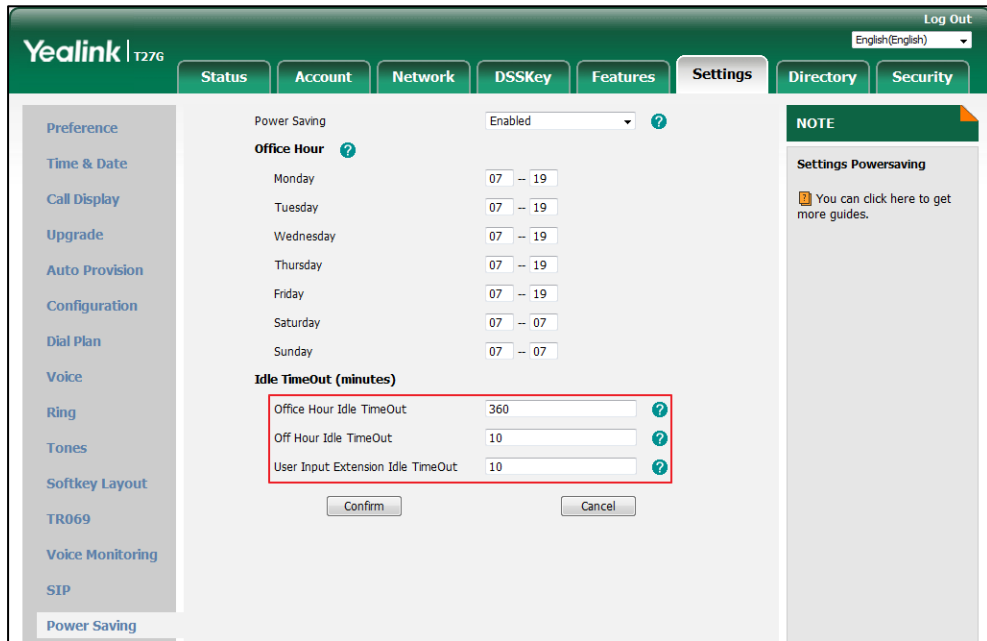 Log Out
Yealink | T27G
English(English)
Status Account Network DSSKey Features Settings Directory Security
Preference
Time & Date
Call Display
Upgrade
Auto Provision
Configuration
Dial Plan
Voice
Ring
Tones
Softkey Layout
TR069
Voice Monitoring
SIP
Power Saving
Power Saving Enabled ?
Office Hour ?
Monday 07 -- 19
Tuesday 07 -- 19
Wednesday 07 -- 19
Thursday 07 -- 19
Friday 07 -- 19
Saturday 07 -- 07
Sunday 07 -- 07
Idle TimeOut (minutes)
Office Hour Idle TimeOut 360 ?
Off Hour Idle TimeOut 10 ?
User Input Extension Idle TimeOut 10 ?
Confirm Cancel
NOTE
Settings Powersaving
? You can click here to get
more guides.